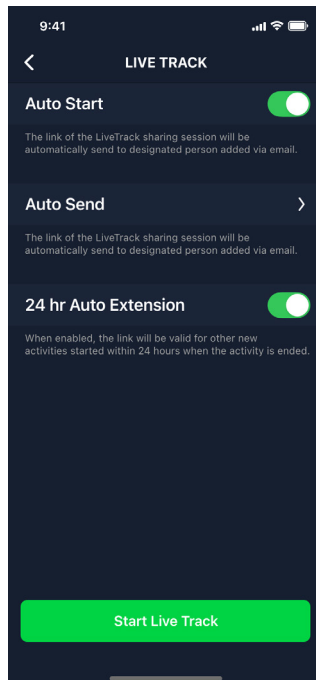 9:41
LIVE TRACK
Auto Start
The link of the LiveTrack sharing session will be
automatically send to designated person added via email.
Auto Send
The link of the LiveTrack sharing session will be
automatically send to designated person added via email.
24 hr Auto Extension
When enabled, the link will be valid for other new
activities started within 24 hours when the activity is ended.
Start Live Track